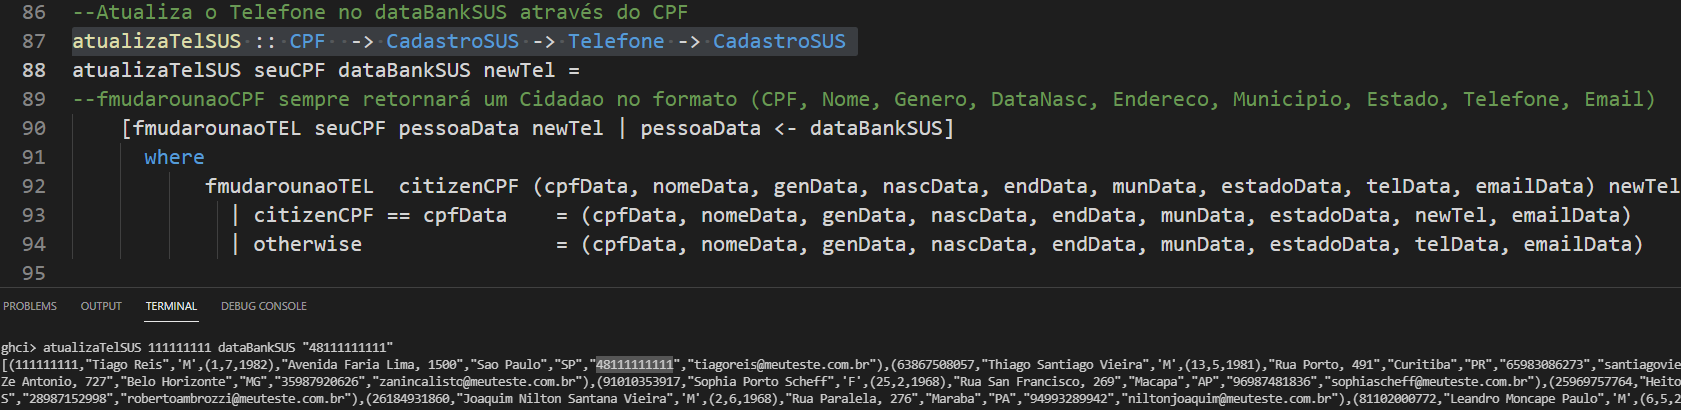 86 --Atualiza o Telefone no dataBankSUS através do CPF
87 atualizaTelSUS :: CPF -> CadastroSUS -> Telefone -> CadastroSUS
88 atualizaTelSUS seuCPF dataBankSUS newTel =
89 --fmudarounaoCPF sempre retornará um Cidadao no formato (CPF, Nome, Genero, DataNasc, Endereco, Municipio, Estado, Telefone, Email)
90 [fmudarounaoTEL seuCPF pessoaData newTel | pessoaData <- dataBankSUS]
91 where
92 fmudarounaoTEL citizenCPF (cpfData, nomeData, genData, nascData, endData, munData, estadoData, telData, emailData) newTel
93 | citizenCPF == cpfData = (cpfData, nomeData, genData, nascData, endData, munData, estadoData, newTel, emailData)
94 | otherwise = (cpfData, nomeData, genData, nascData, endData, munData, estadoData, telData, emailData)
95
PROBLEMS OUTPUT TERMINAL DEBUG CONSOLE
ghci> atualizaTelSUS 111111111 dataBankSUS "48111111111"
[(111111111,"Tiago Reis",'M',(1,7,1982),"Avenida Faria Lima, 1500","Sao Paulo","SP","48111111111","tiagoreis@meuteste.com.br"),(63867508057,"Thiago Santiago Vieira",'M',(13,5,1981),"Rua Porto, 491","Curitiba","PR","65983086273","santiagovie
Ze Antonio, 727","Belo Horizonte","MG","35987920626","zanincalisto@meuteste.com.br"),(91010353917,"Sophia Porto Scheff",'F',(25,2,1968),"Rua San Francisco, 269","Macapa","AP","96987481836","sophiascheff@meuteste.com.br"),(25969757764,"Heito
S","28987152998","robertoambrozzi@meuteste.com.br"),(26184931860,"Joaquim Nilton Santana Vieira",'M',(2,6,1968),"Rua Paralela, 276","Maraba","PA","94993289942","niltonjoaquim@meuteste.com.br"),(81102000772,"Leandro Moncape Paulo",'M',(6,5,2